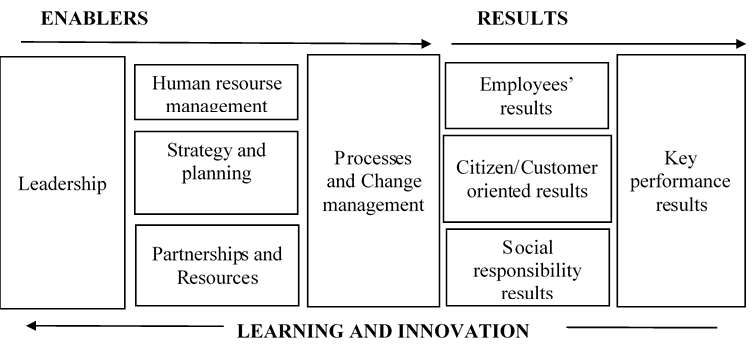 ENABLERS
RESULTS
Leadership
Human resourse
management
Strategy and
planning
Partnerships and
Resources
Processes
and Change
management
Employees’
results
Citizen/Customer
oriented results
Social
responsibility
results
Key
performance
results
LEARNING AND INNOVATION